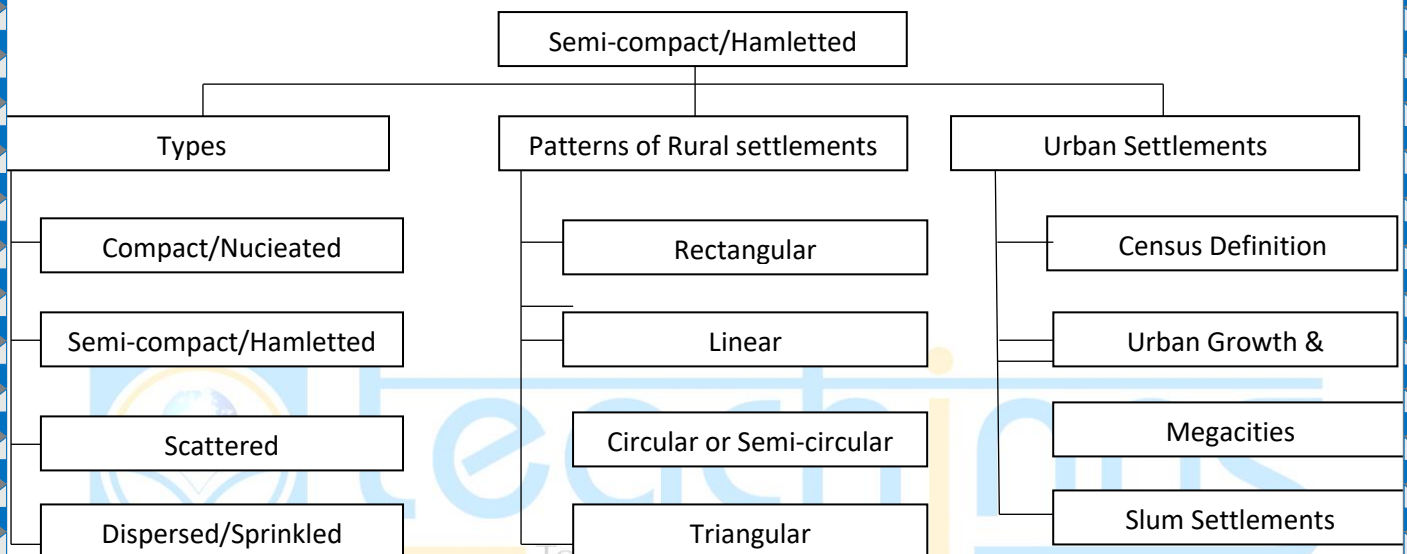 Semi-compact/Hamletted
Types
Patterns of Rural settlements
Urban Settlements
Compact/Nucieated
Rectangular
Census Definition
Semi-compact/Hamletted
Linear
Urban Growth &
Scattered
Circular or Semi-circular
Megacities
Dispersed/Sprinkled
Triangular
Slum Settlements